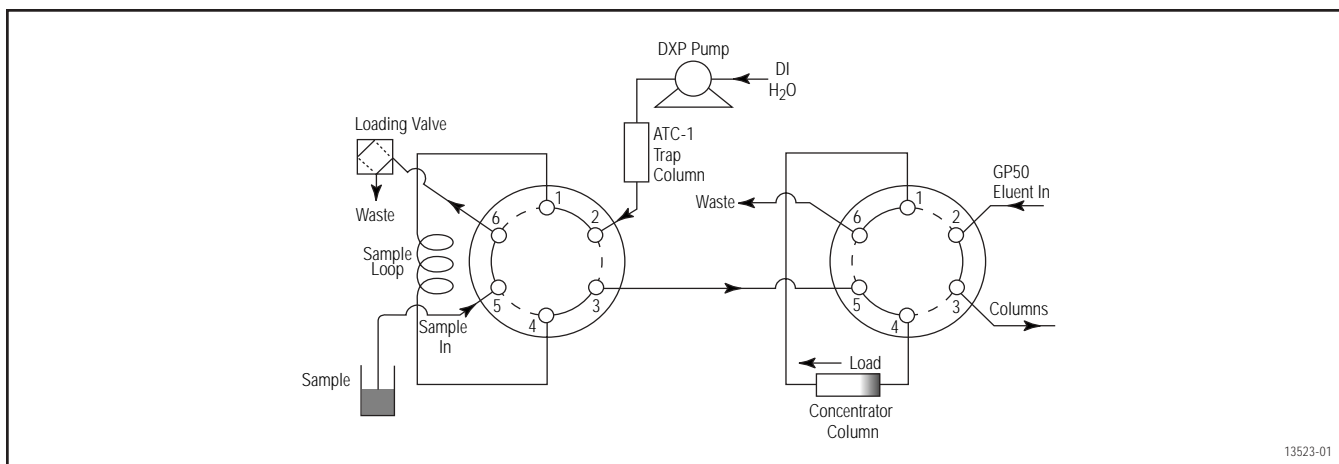 DXP Pump
DI
H2O
Loading Valve
ATC-1
Trap
Column
GP50
Eluent In
Waste
Waste
1
2
3
4
5
6
1
2
3
4
5
6
Sample
Loop
Sample
In
Columns
Load
Sample
Concentrator
Column
13523-01